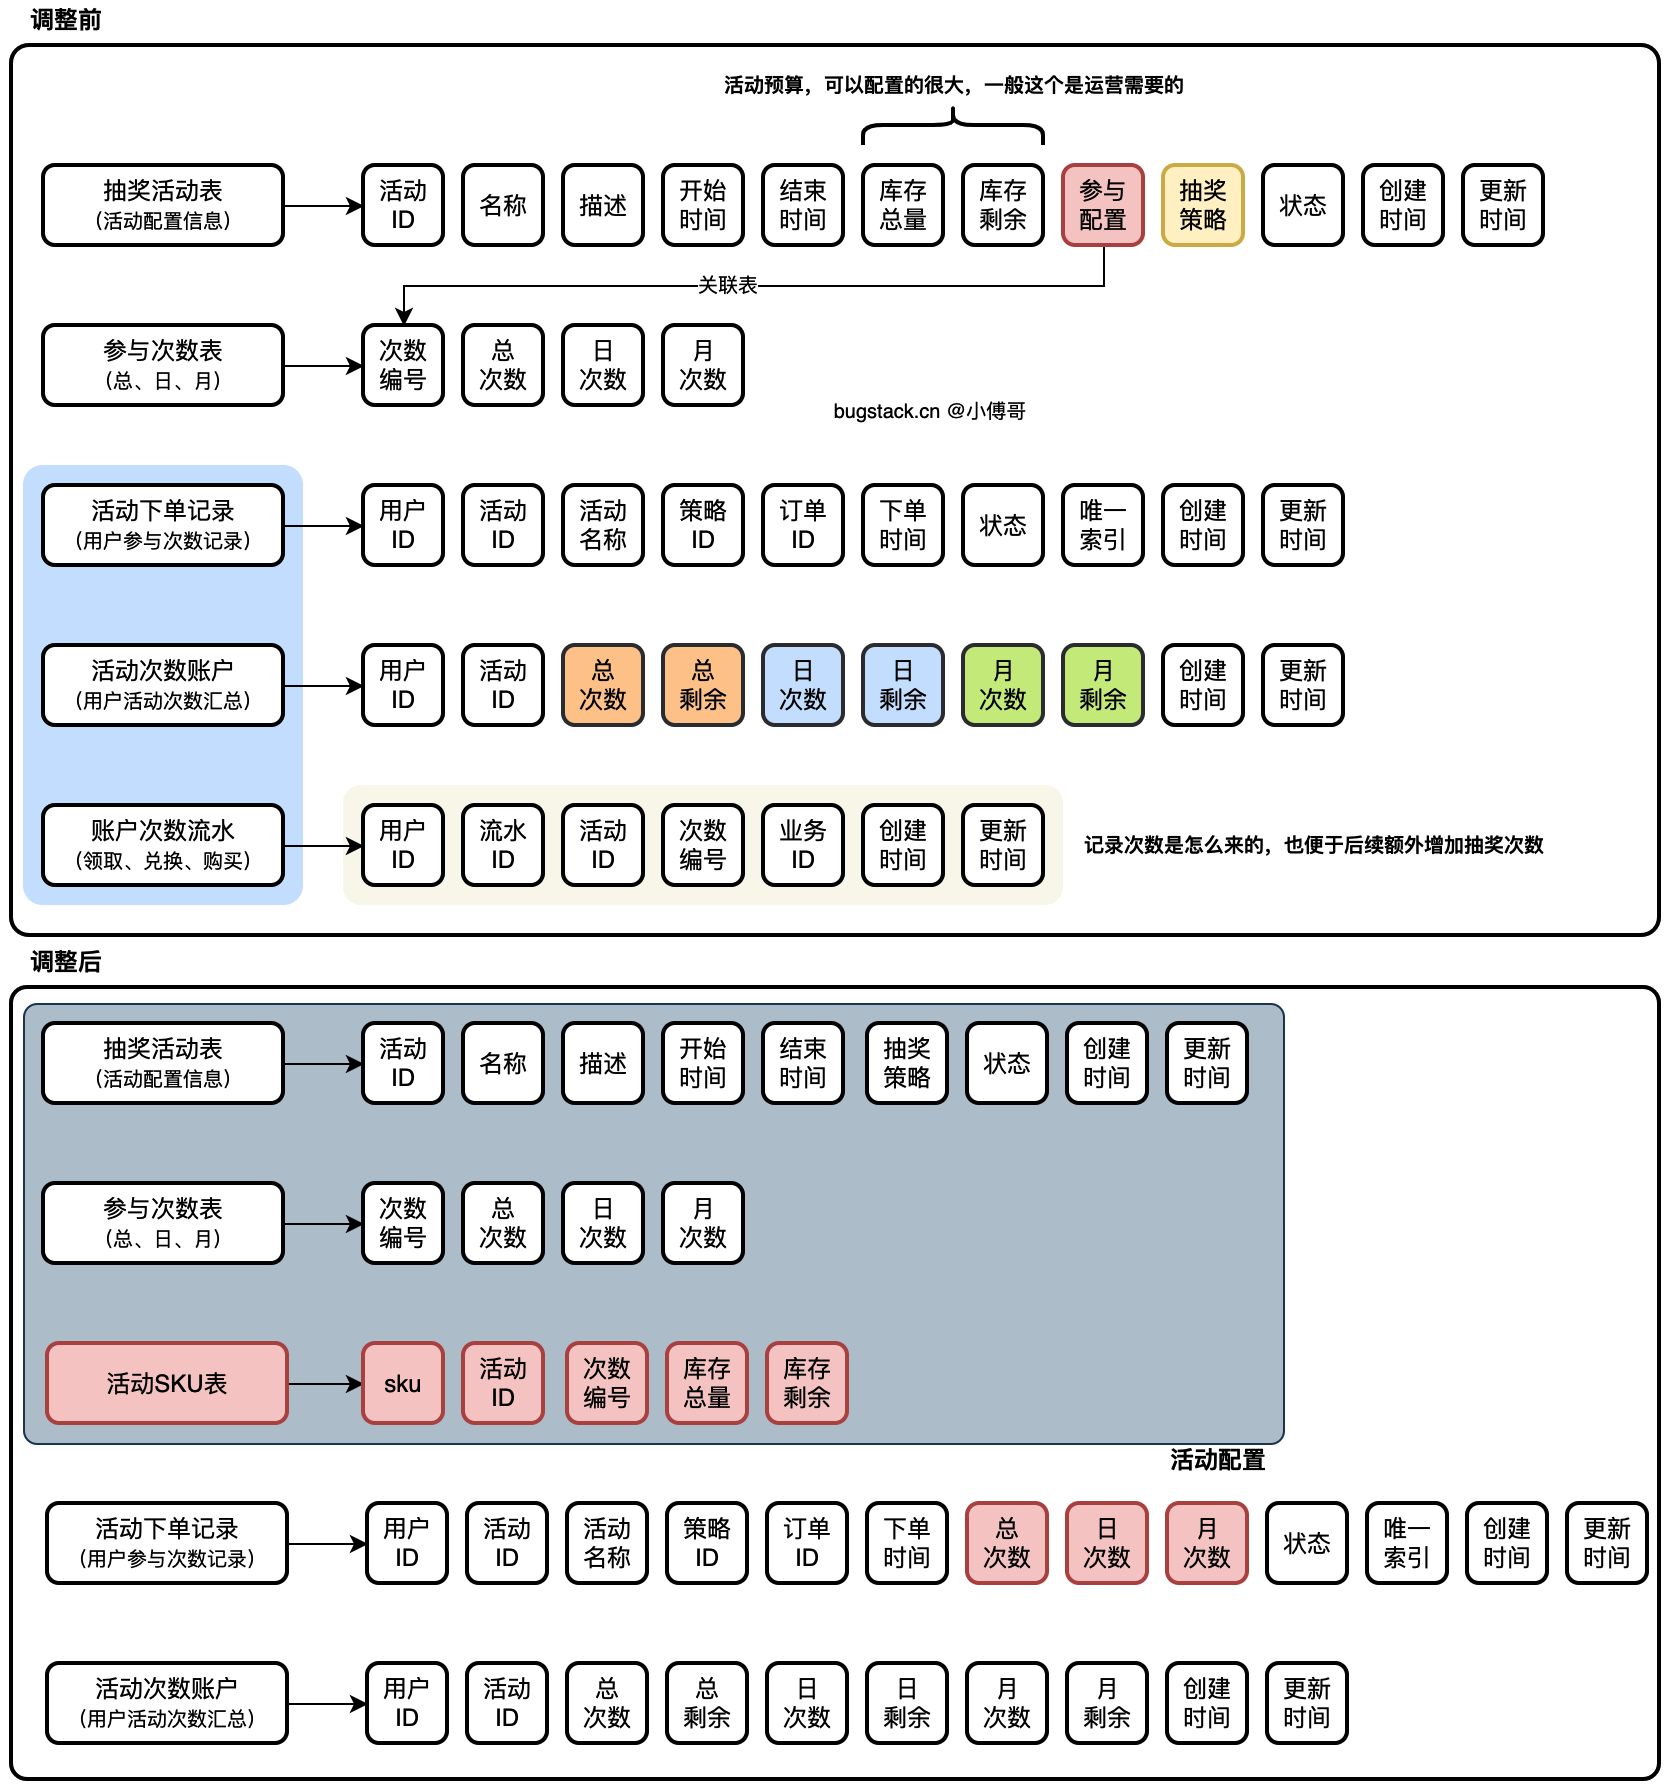 调整前
活动预算，可以配置的很大，一般这个是运营需要的
抽奖活动表
（活动配置信息）
活动
ID
名称
描述
开始
时间
结束
时间
库存
总量
库存
剩余
参与
配置
抽奖
策略
状态
创建
时间
更新
时间
关联表
参与次数表
（总、日、月）
次数
编号
总
次数
日
次数
月
次数
bugstack.cn @小傅哥
活动下单记录
（用户参与次数记录）
用户
ID
活动
ID
活动
名称
策略
ID
订单
ID
下单
时间
状态
唯一
索引
创建
时间
更新
时间
活动次数账户
（用户活动次数汇总）
用户
ID
活动
ID
总
次数
总
剩余
日
次数
日
剩余
月
次数
月
剩余
创建
时间
更新
时间
账户次数流水
（领取、兑换、购买）
用户
ID
流水
ID
活动
ID
次数
编号
业务
ID
创建
时间
更新
时间
记录次数是怎么来的，也便于后续额外增加抽奖次数
调整后
抽奖活动表
（活动配置信息）
活动
ID
名称
描述
开始
时间
结束
时间
抽奖
策略
状态
创建
时间
更新
时间
参与次数表
（总、日、月）
次数
编号
总
次数
日
次数
月
次数
活动SKU表
sku
活动
ID
次数
编号
库存
总量
库存
剩余
活动配置
活动下单记录
（用户参与次数记录）
用户
ID
活动
ID
活动
名称
策略
ID
订单
ID
下单
时间
总
次数
日
次数
月
次数
状态
唯一
索引
创建
时间
更新
时间
活动次数账户
（用户活动次数汇总）
用户
ID
活动
ID
总
次数
总
剩余
日
次数
日
剩余
月
次数
月
剩余
创建
时间
更新
时间